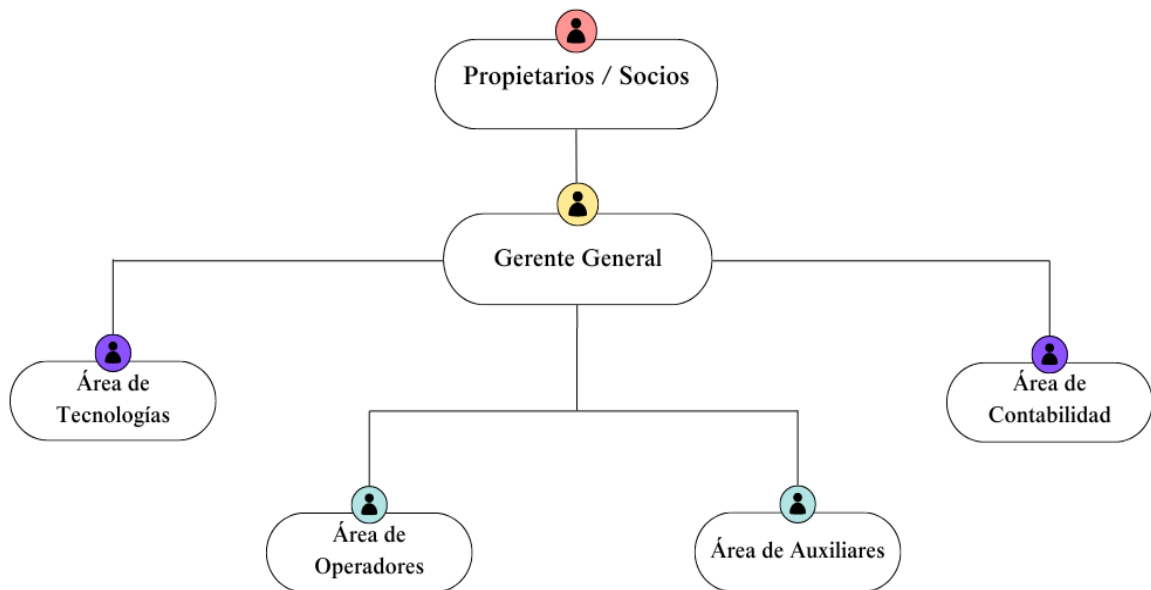 Propietarios / Socios
Gerente General
Área de
Tecnologías
Área de
Contabilidad
Área de
Operadores
Área de Auxiliares